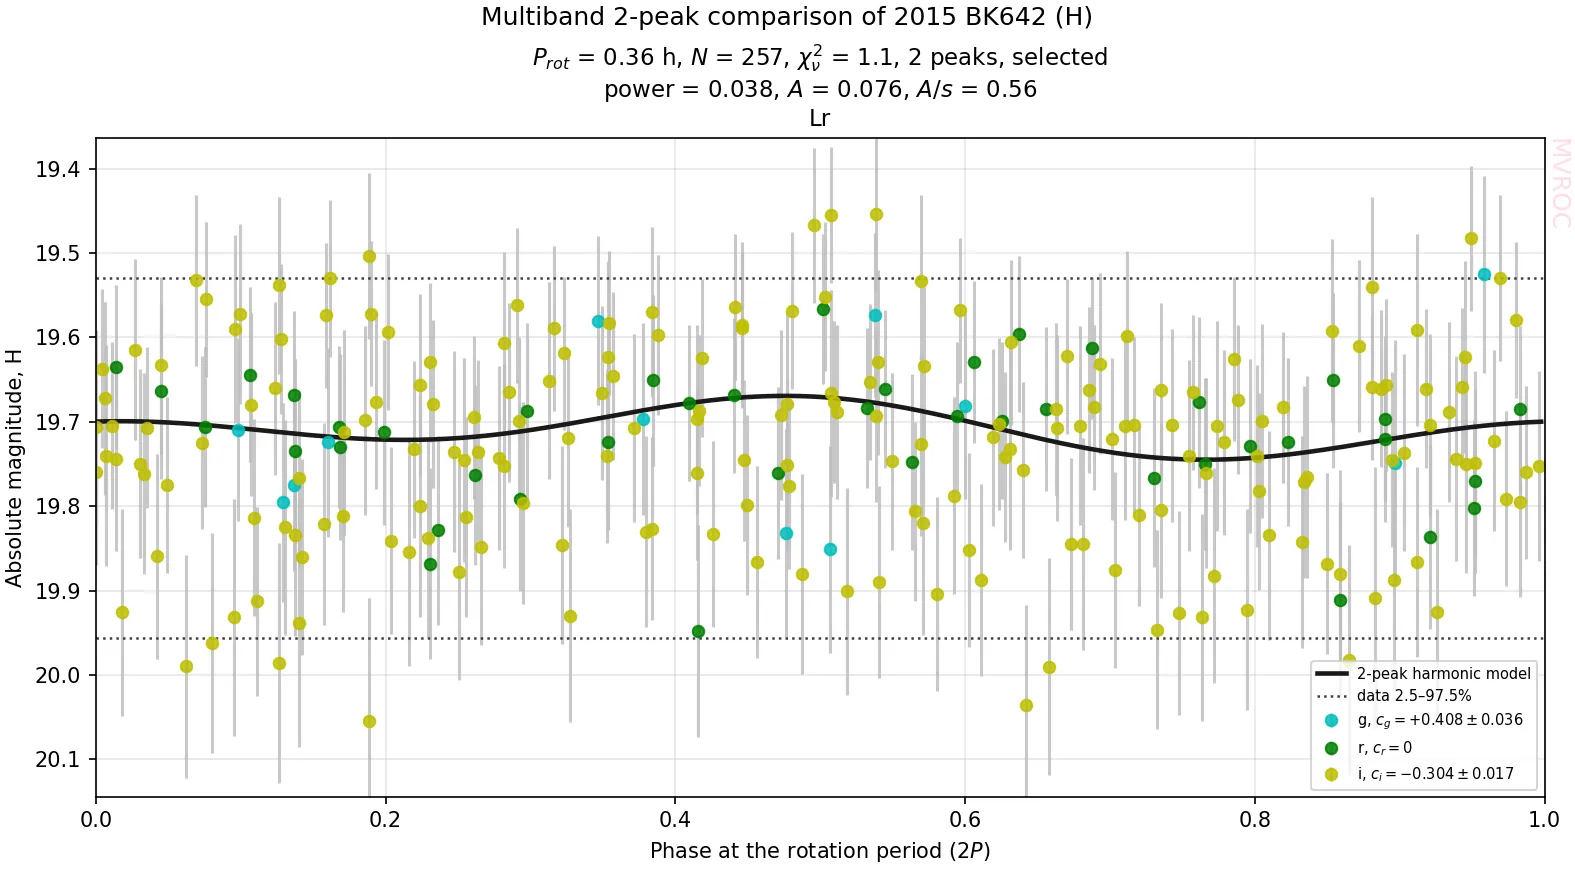 Multiband 2-peak comparison of 2015 BK642 (H)
P_rot = 0.36 h, N = 257, χ²_ν = 1.1, 2 peaks, selected
power = 0.038, A = 0.076, A/s = 0.56
Lr
MVROC
Absolute magnitude, H
19.4
19.5
19.6
19.7
19.8
19.9
20.0
20.1
2-peak harmonic model
data 2.5–97.5%
g, c_g = +0.408 ± 0.036
r, c_r = 0
i, c_i = −0.304 ± 0.017
0.0 0.2 0.4 0.6 0.8 1.0
Phase at the rotation period (2P)